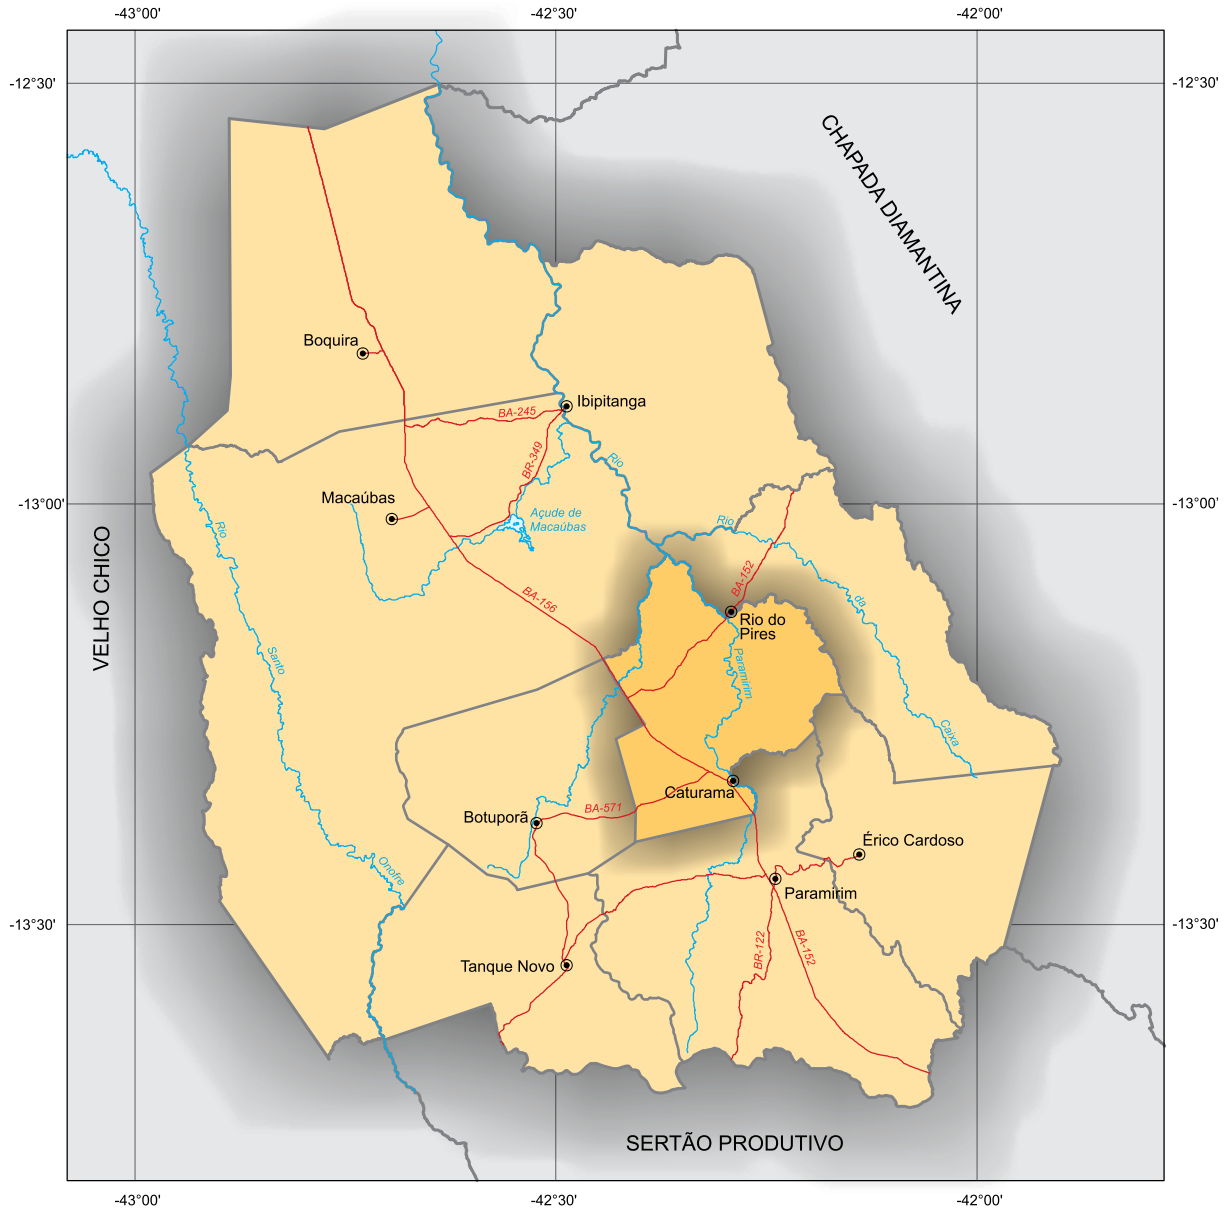 -43°00'
-42°30'
-42°00'
-12°30'
-12°30'
CHAPADA DIAMANTINA
Boquira
Ibipitanga
BA-245
BR-349
Rio
Macaúbas
-13°00'
-13°00'
Açude de
Macaúbas
Rio
Rio
VELHO CHICO
BA-152
BA-156
da
Rio do
Pires
Santo
Paramirim
Caixa
Caturama
BA-571
Botuporã
Érico Cardoso
Onofre
Paramirim
-13°30'
-13°30'
BR-122
BA-152
Tanque Novo
SERTÃO PRODUTIVO
-43°00'
-42°30'
-42°00'